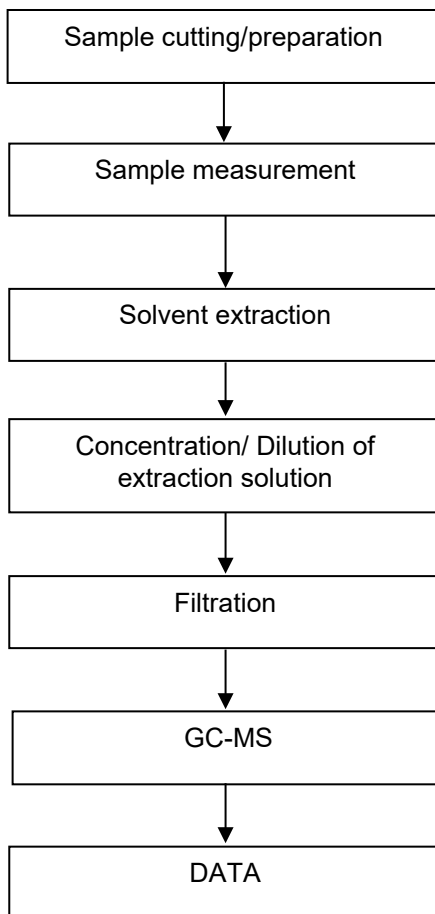 Sample cutting/preparation
Sample measurement
Solvent extraction
Concentration/ Dilution of
extraction solution
Filtration
GC-MS
DATA